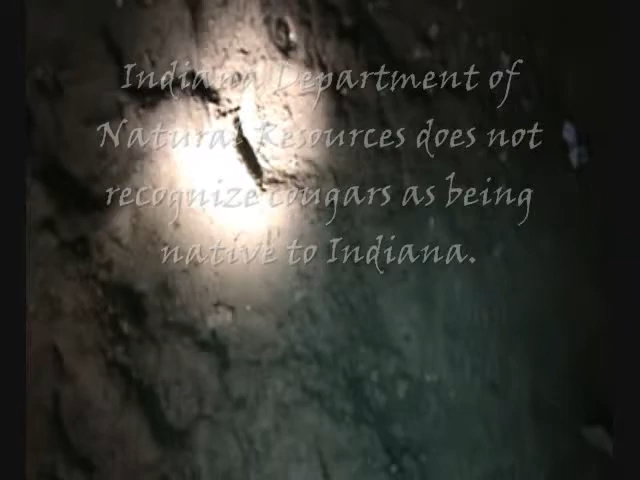 Indiana Department of
Natural Resources does not
recognize cougars as being
native to Indiana.